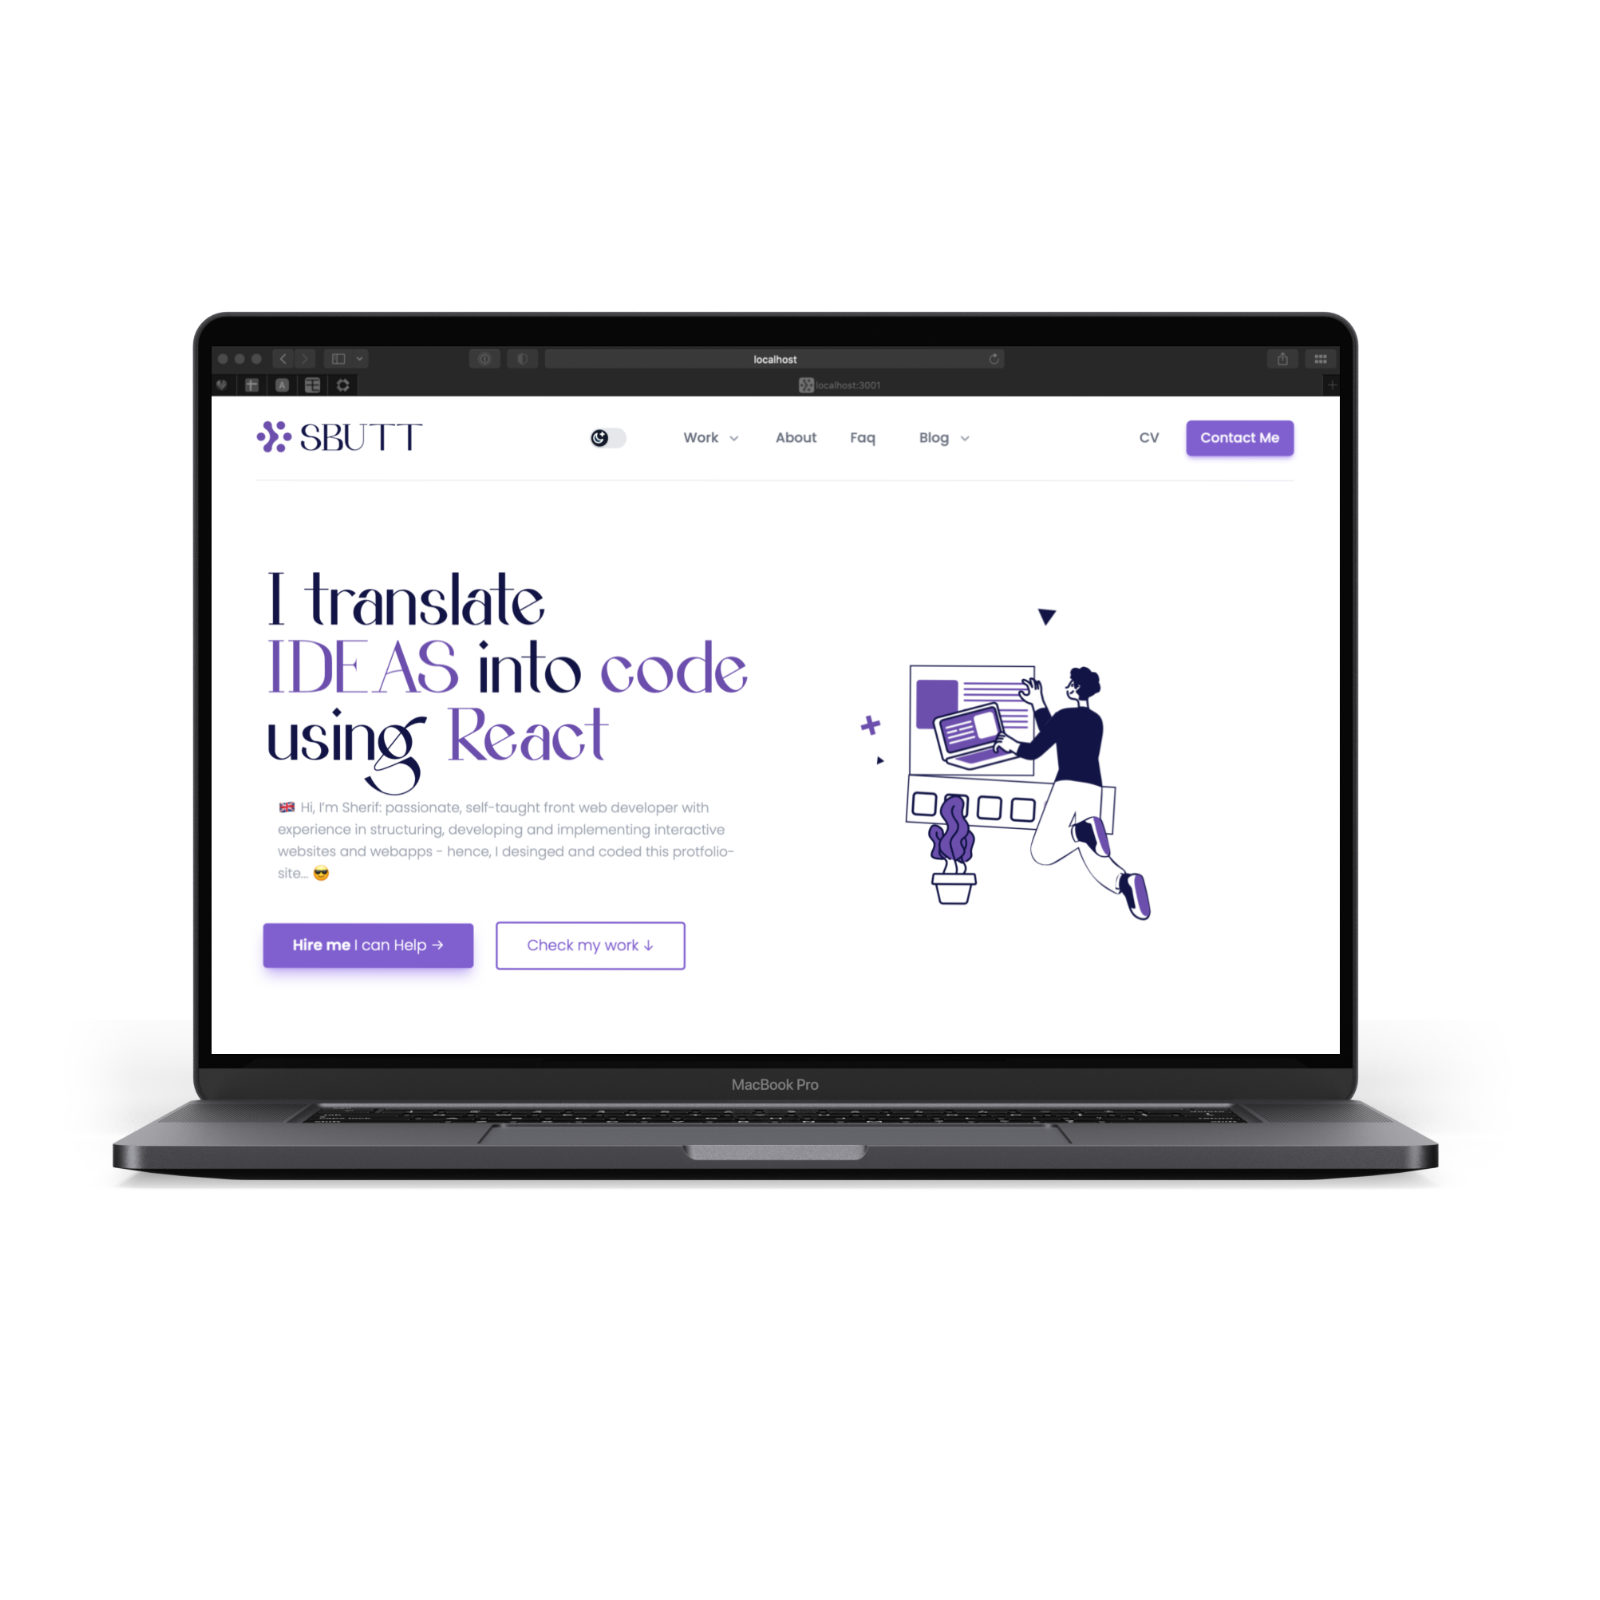 localhost
localhost:3001
SBUTT
Work About Faq Blog CV Contact Me
I translate
IDEAS into code
using React
🇬🇧 Hi, I'm Sherif: passionate, self-taught front web developer with
experience in structuring, developing and implementing interactive
websites and webapps - hence, I desinged and coded this protfolio-
site... 😎
Hire me I can Help →
Check my work ↓
MacBook Pro